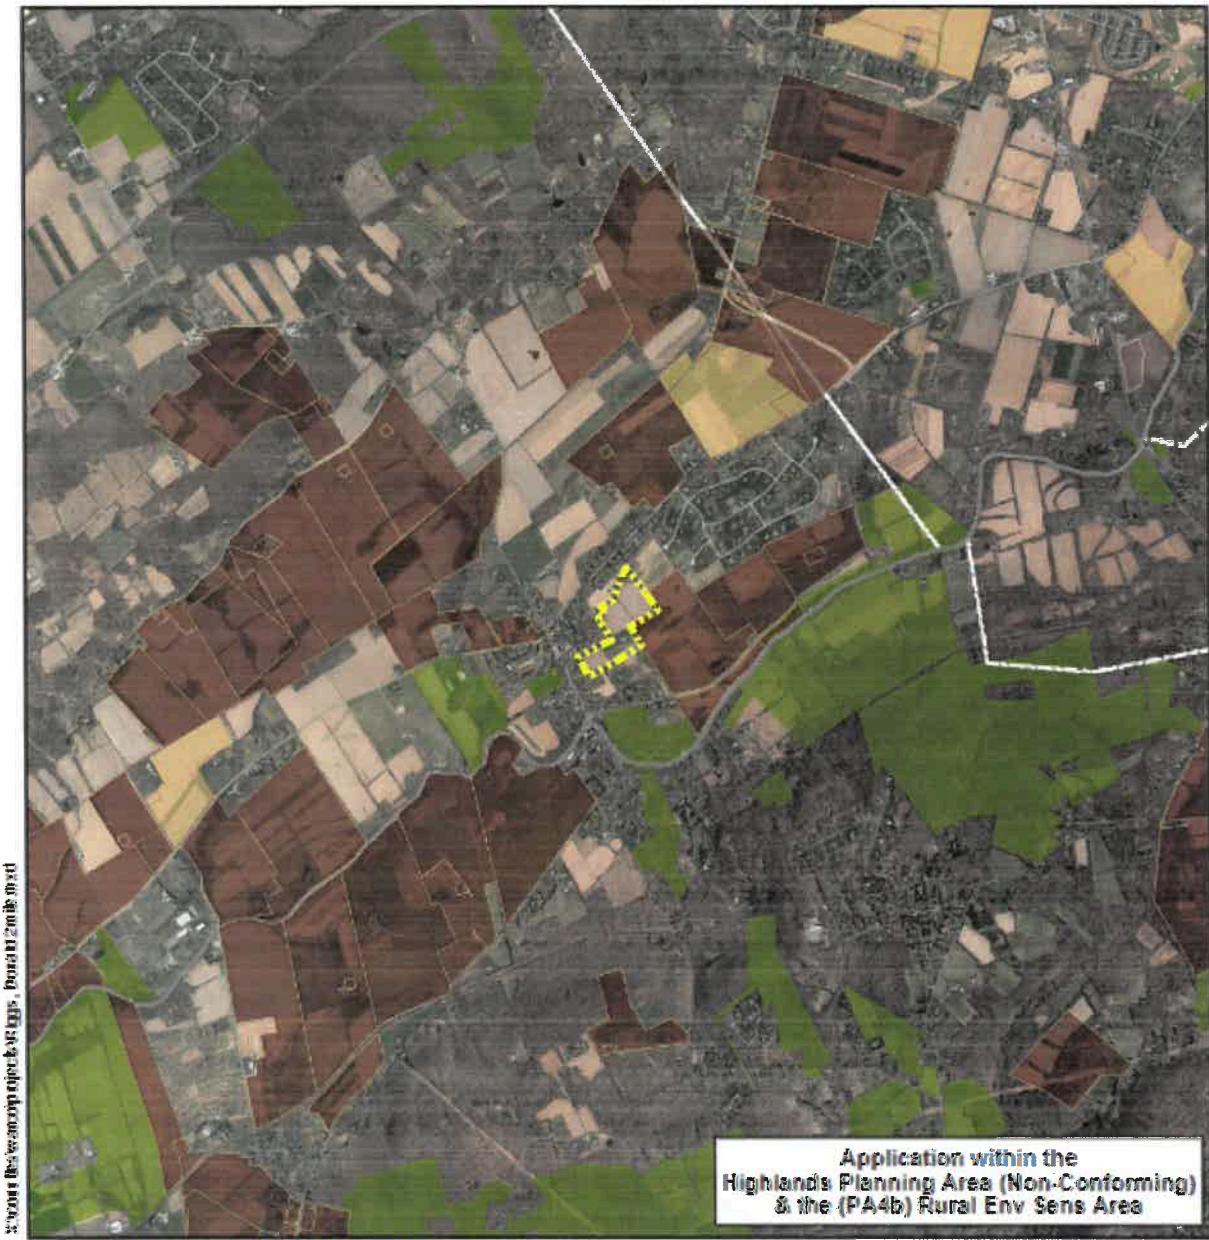 Application within the
Highlands Planning Area (Non-Conforming)
& the (PA4b) Rural Env Sens Area